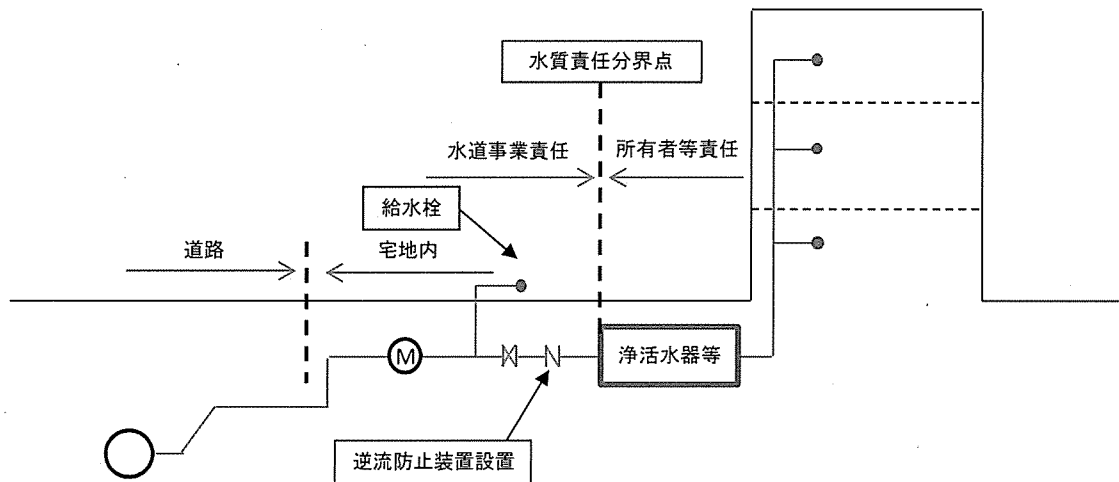 水質責任分界点
水道事業責任
所有者等責任
給水栓
道路
宅地内
M
浄活水器等
逆流防止装置設置